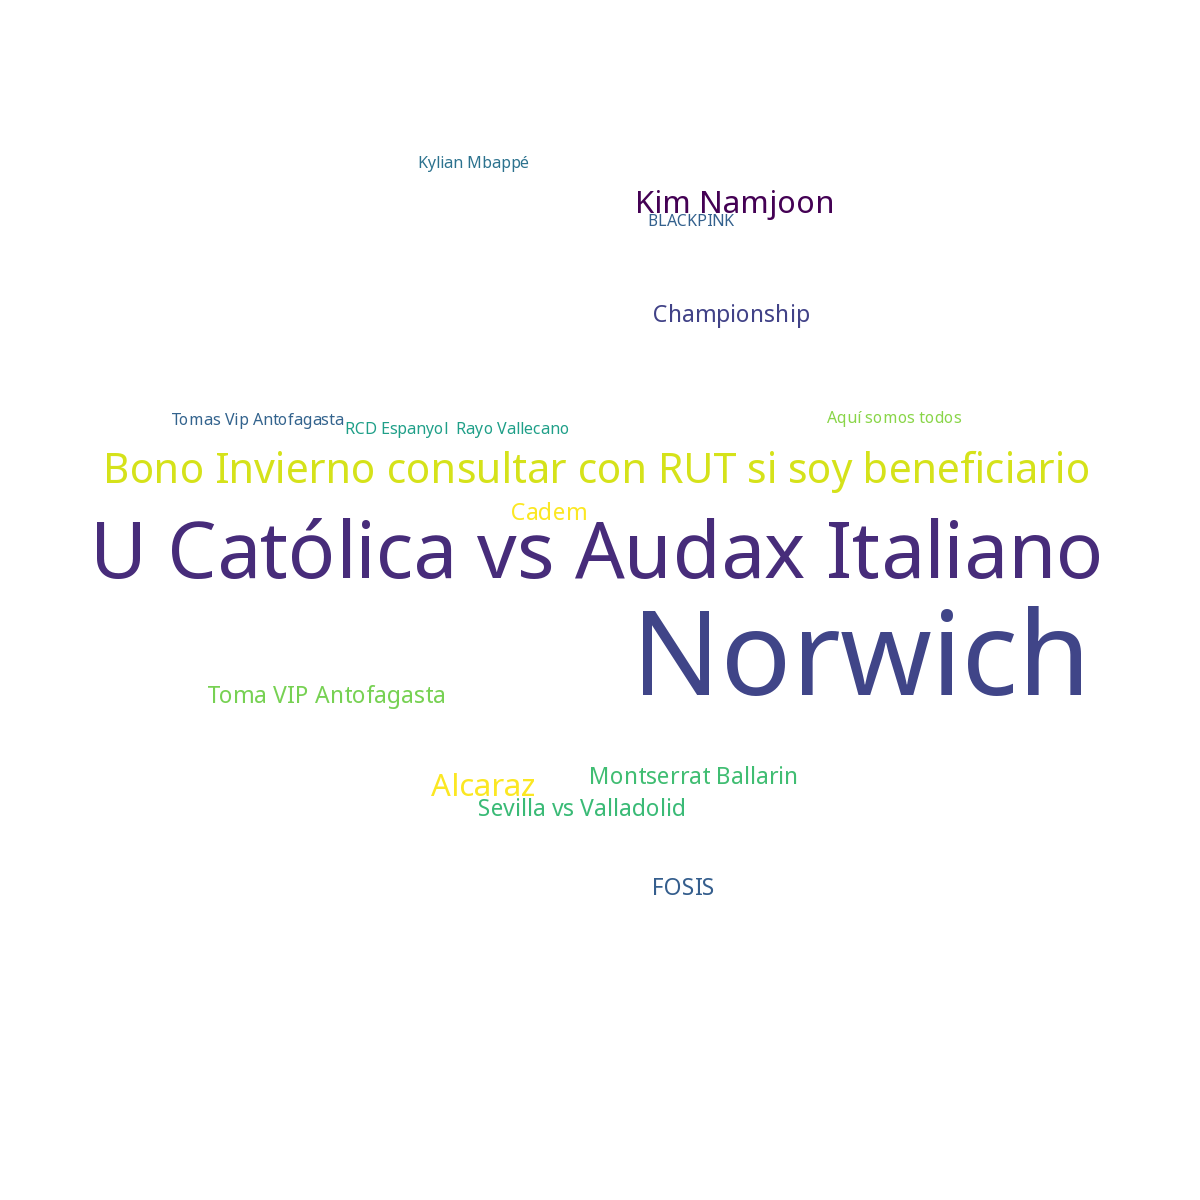 Kylian Mbappé
Kim Namjoon
BLACKPINK
Championship
Tomas Vip Antofagasta
RCD Espanyol
Rayo Vallecano
Aquí somos todos
Bono Invierno consultar con RUT si soy beneficiario
Cadem
U Católica vs Audax Italiano
Norwich
Toma VIP Antofagasta
Montserrat Ballarin
Alcaraz
Sevilla vs Valladolid
FOSIS